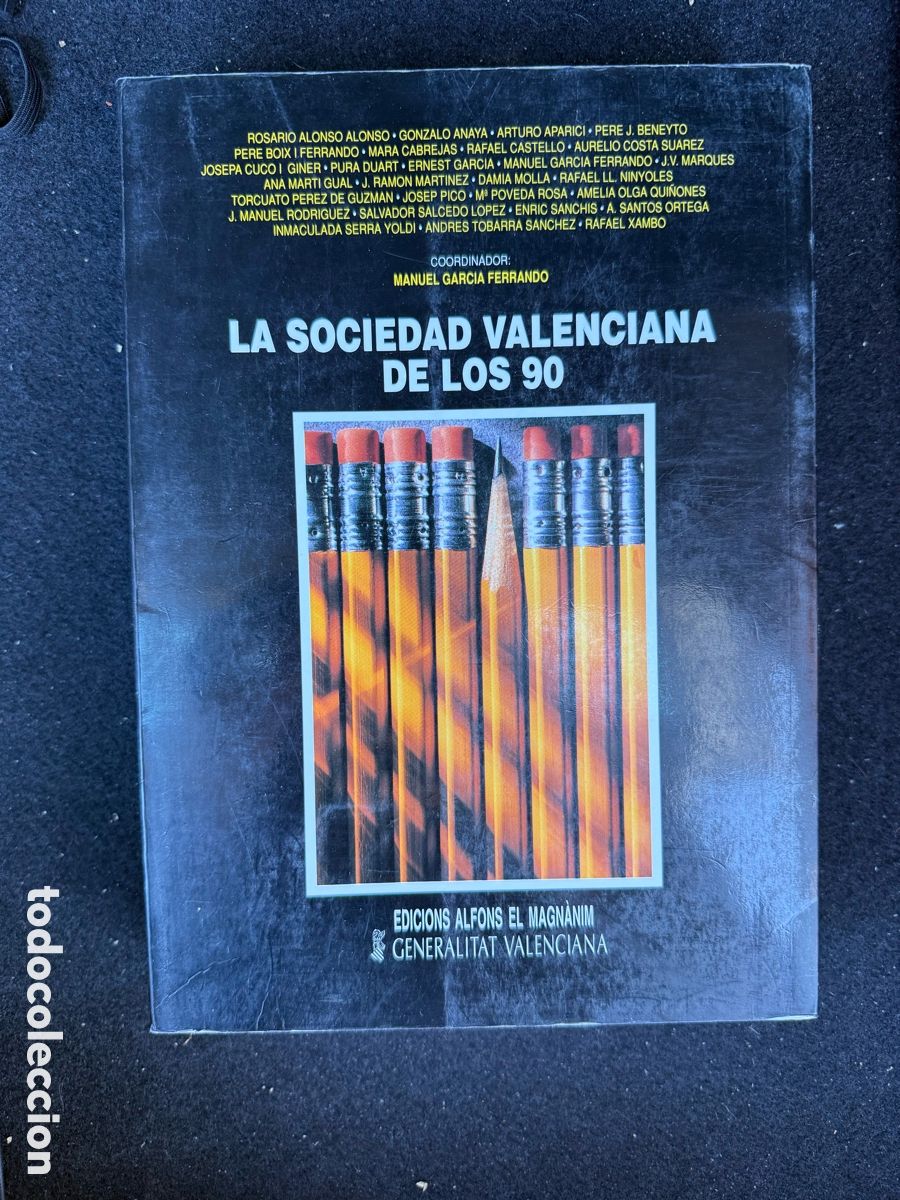 ROSARIO ALONSO ALONSO • GONZALO ANAYA • ARTURO APARICI • PERE J. BENEYTO
PERE BOIX I FERRANDO • MARA CABREJAS • RAFAEL CASTELLO • AURELIO COSTA SUAREZ
JOSEPA CUCO I GINER • PURA DUART • ERNEST GARCIA • MANUEL GARCIA FERRANDO • J.V. MARQUES
ANA MARTI GUAL • J. RAMON MARTINEZ • DAMIA MOLLA • RAFAEL LL. NINYOLES
TORCUATO PEREZ DE GUZMAN • JOSEP PICO • Mª POVEDA ROSA • AMELIA OLGA QUIÑONES
J. MANUEL RODRIGUEZ • SALVADOR SALCEDO LOPEZ • ENRIC SANCHIS • A. SANTOS ORTEGA
INMACULADA SERRA YOLDI • ANDRES TOBARRA SANCHEZ • RAFAEL XAMBO
COORDINADOR:
MANUEL GARCIA FERRANDO
LA SOCIEDAD VALENCIANA
DE LOS 90
EDICIONS ALFONS EL MAGNÀNIM
GENERALITAT VALENCIANA
todocoleccion